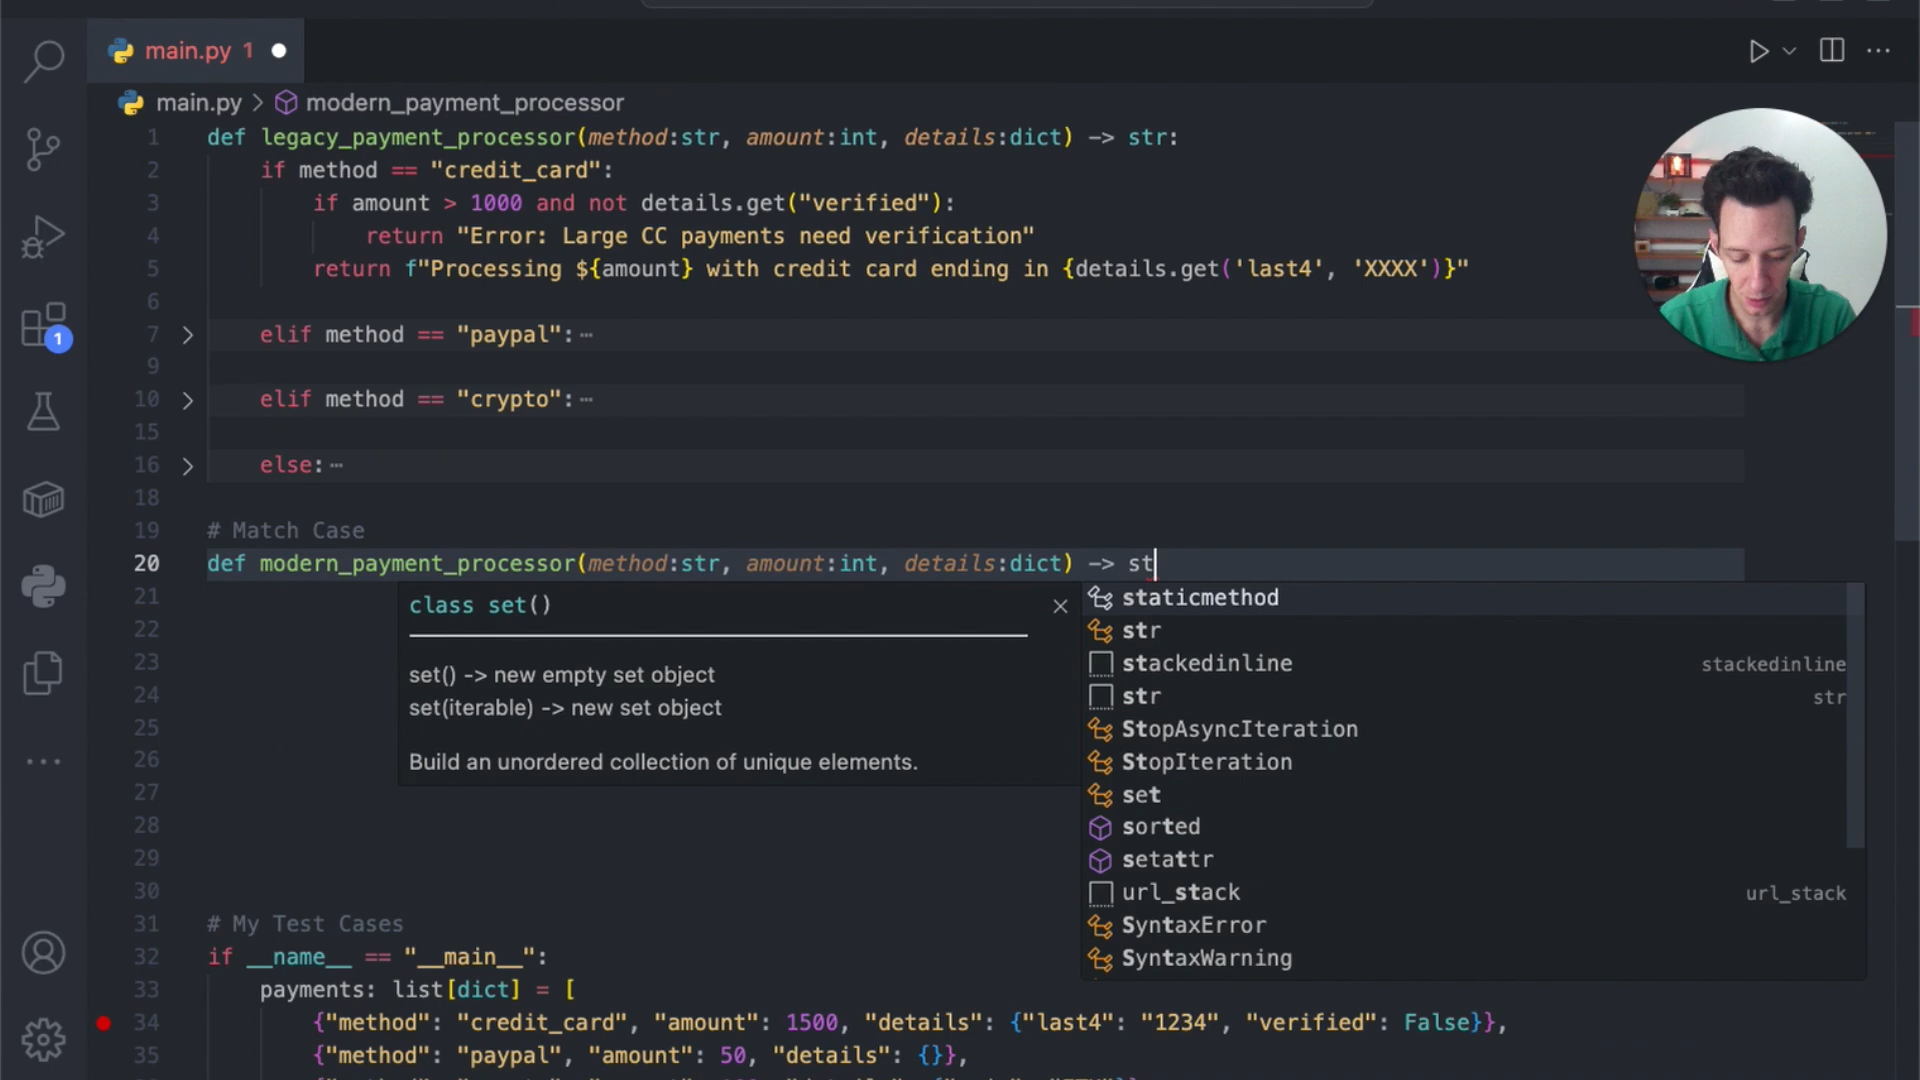 main.py 1
main.py > modern_payment_processor
1 def legacy_payment_processor(method:str, amount:int, details:dict) -> str:
2 if method == "credit_card":
3 if amount > 1000 and not details.get("verified"):
4 return "Error: Large CC payments need verification"
5 return f"Processing ${amount} with credit card ending in {details.get('last4', 'XXXX')}"
6
7 elif method == "paypal":⋯
9
10 elif method == "crypto":⋯
15
16 else:⋯
18
19 # Match Case
20 def modern_payment_processor(method:str, amount:int, details:dict) -> st
21
22
23
24
25
26
27
28
29
30
class set()
set() -> new empty set object
set(iterable) -> new set object
Build an unordered collection of unique elements.
staticmethod
str
stackedinline stackedinline
str str
StopAsyncIteration
StopIteration
set
sorted
setattr
url_stack url_stack
SyntaxError
SyntaxWarning
31 # My Test Cases
32 if __name__ == "__main__":
33 payments: list[dict] = [
34 {"method": "credit_card", "amount": 1500, "details": {"last4": "1234", "verified": False}},
35 {"method": "paypal", "amount": 50, "details": {}},
1